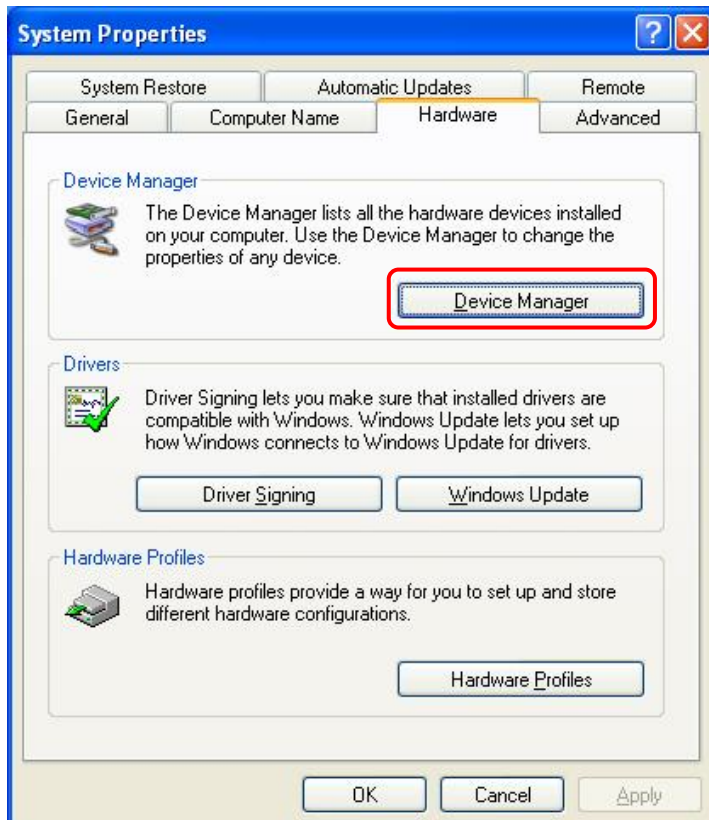 System Properties
System Restore Automatic Updates Remote
General Computer Name Hardware Advanced
Device Manager
The Device Manager lists all the hardware devices installed
on your computer. Use the Device Manager to change the
properties of any device.
Device Manager
Drivers
Driver Signing lets you make sure that installed drivers are
compatible with Windows. Windows Update lets you set up
how Windows connects to Windows Update for drivers.
Driver Signing Windows Update
Hardware Profiles
Hardware profiles provide a way for you to set up and store
different hardware configurations.
Hardware Profiles
OK Cancel Apply